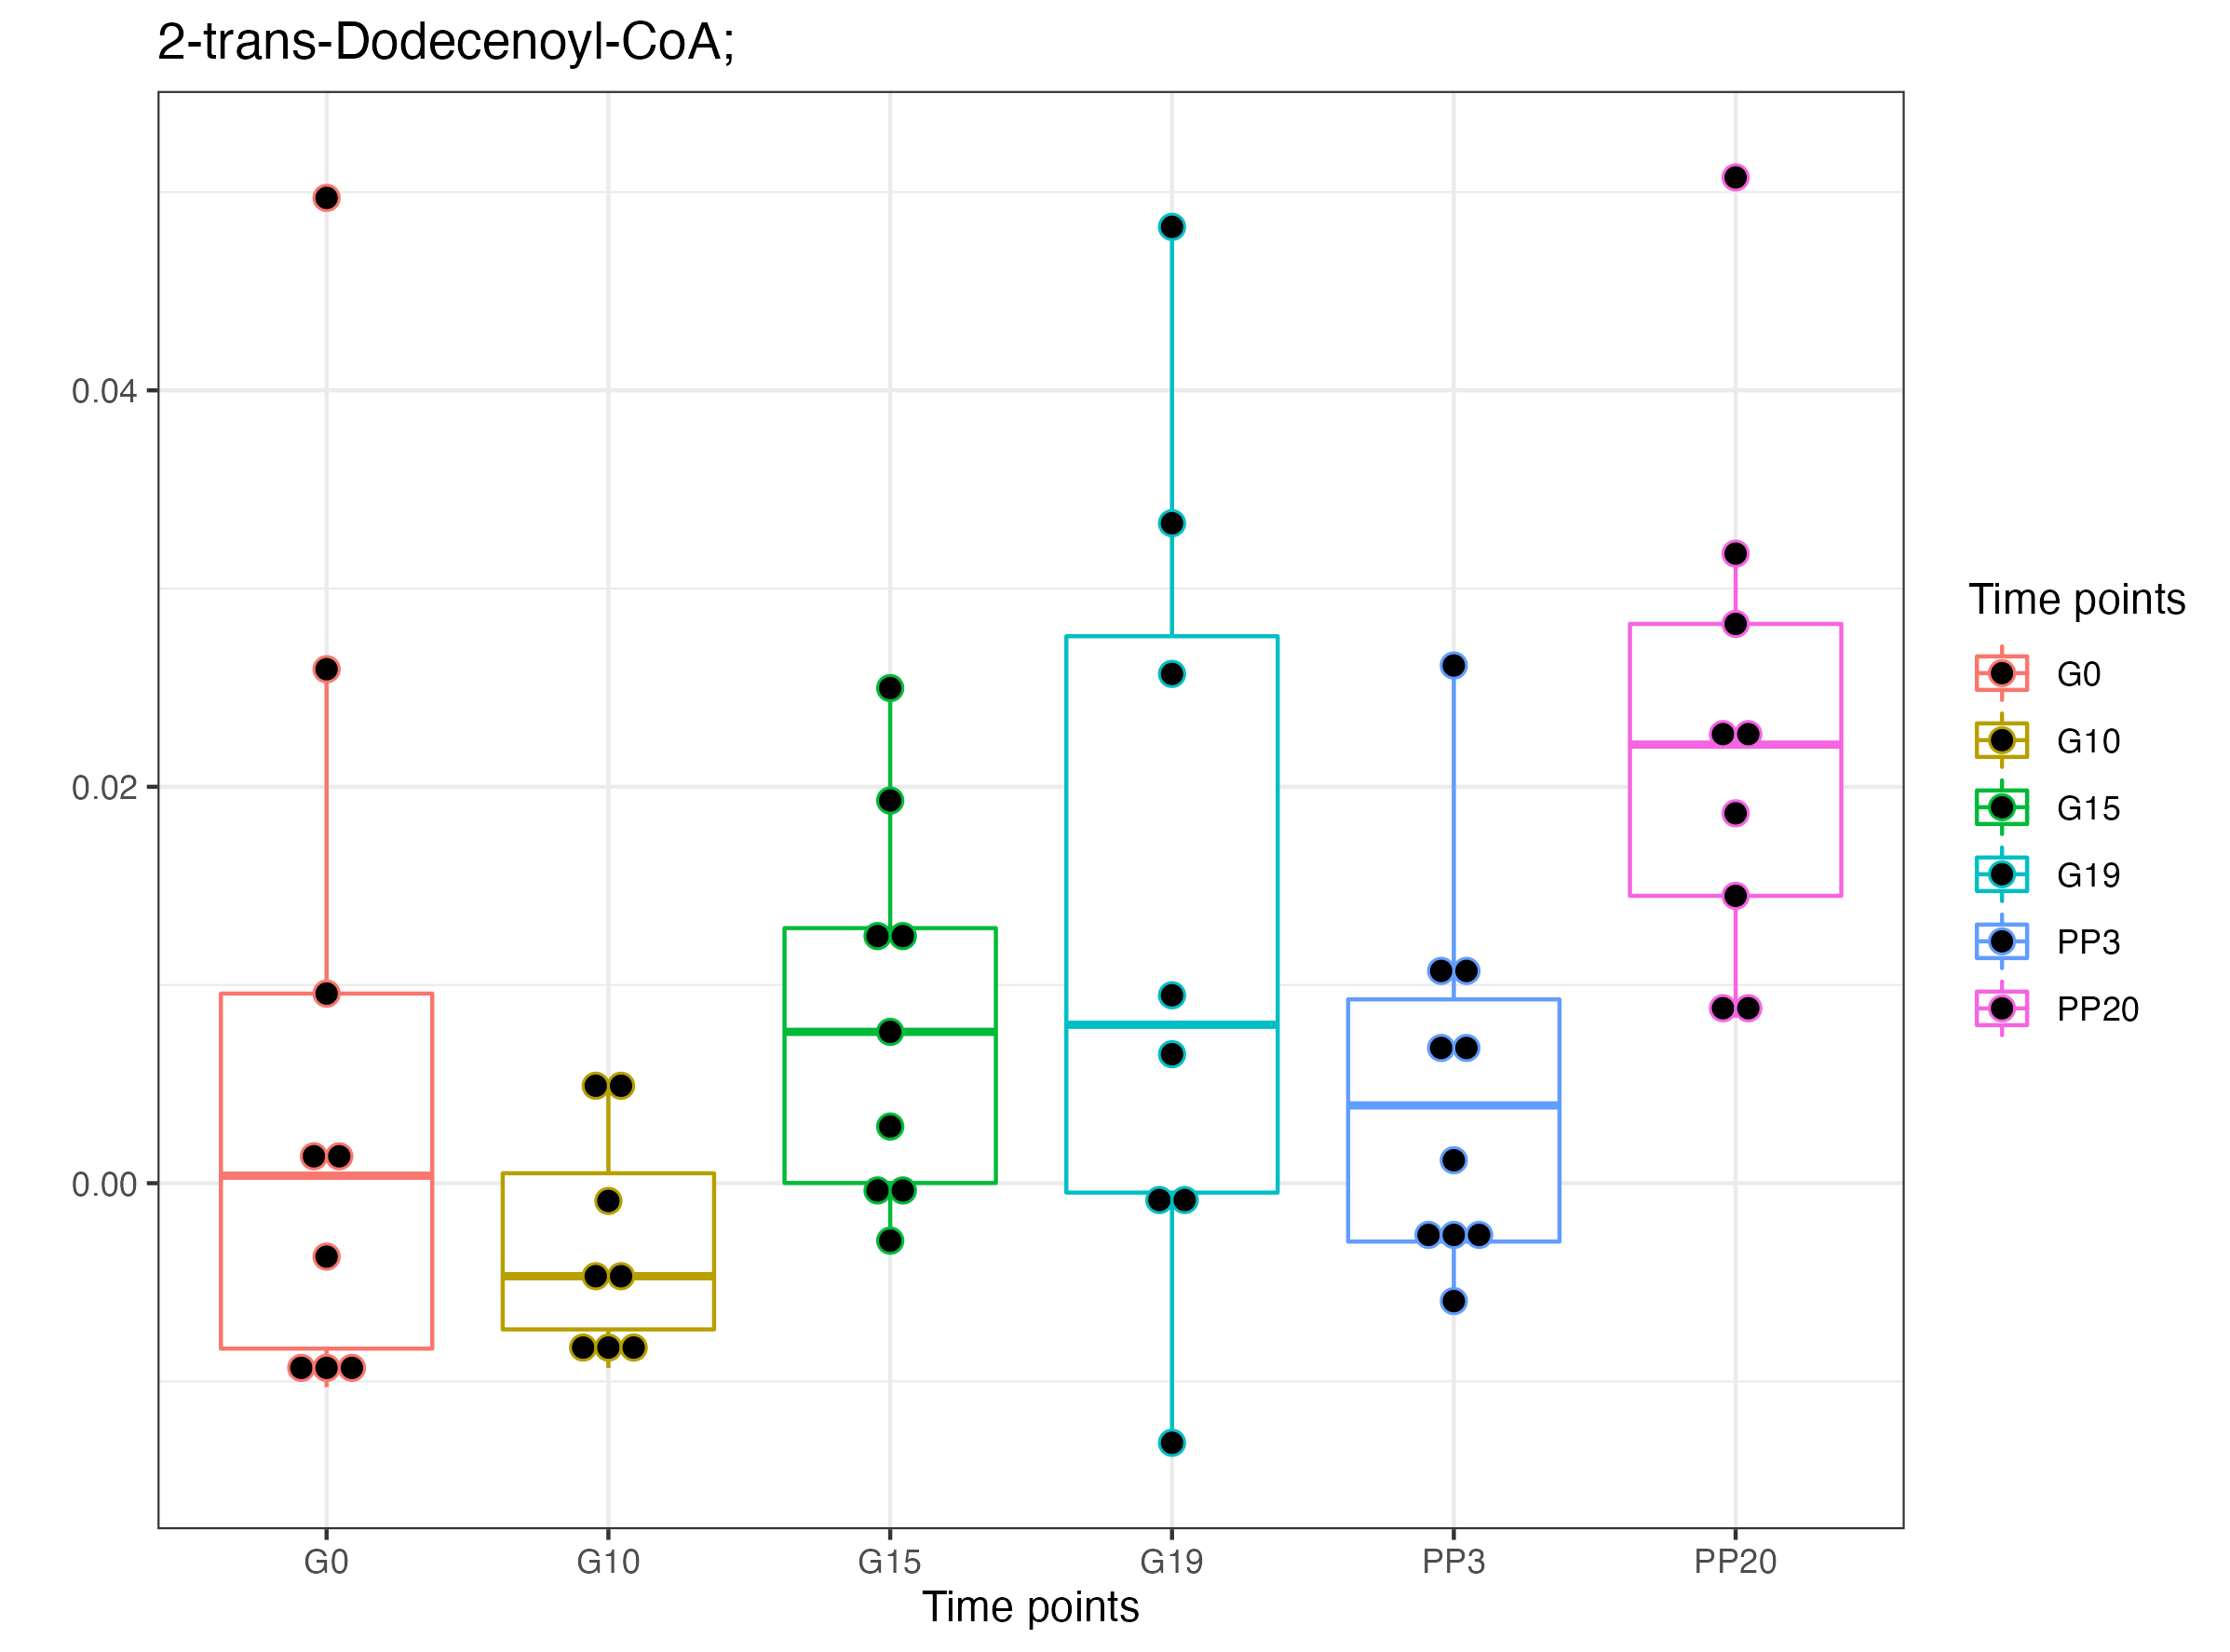 2-trans-Dodecenoyl-CoA;
0.04
0.02
0.00
G0 G10 G15 G19 PP3 PP20
Time points
Time points
G0
G10
G15
G19
PP3
PP20